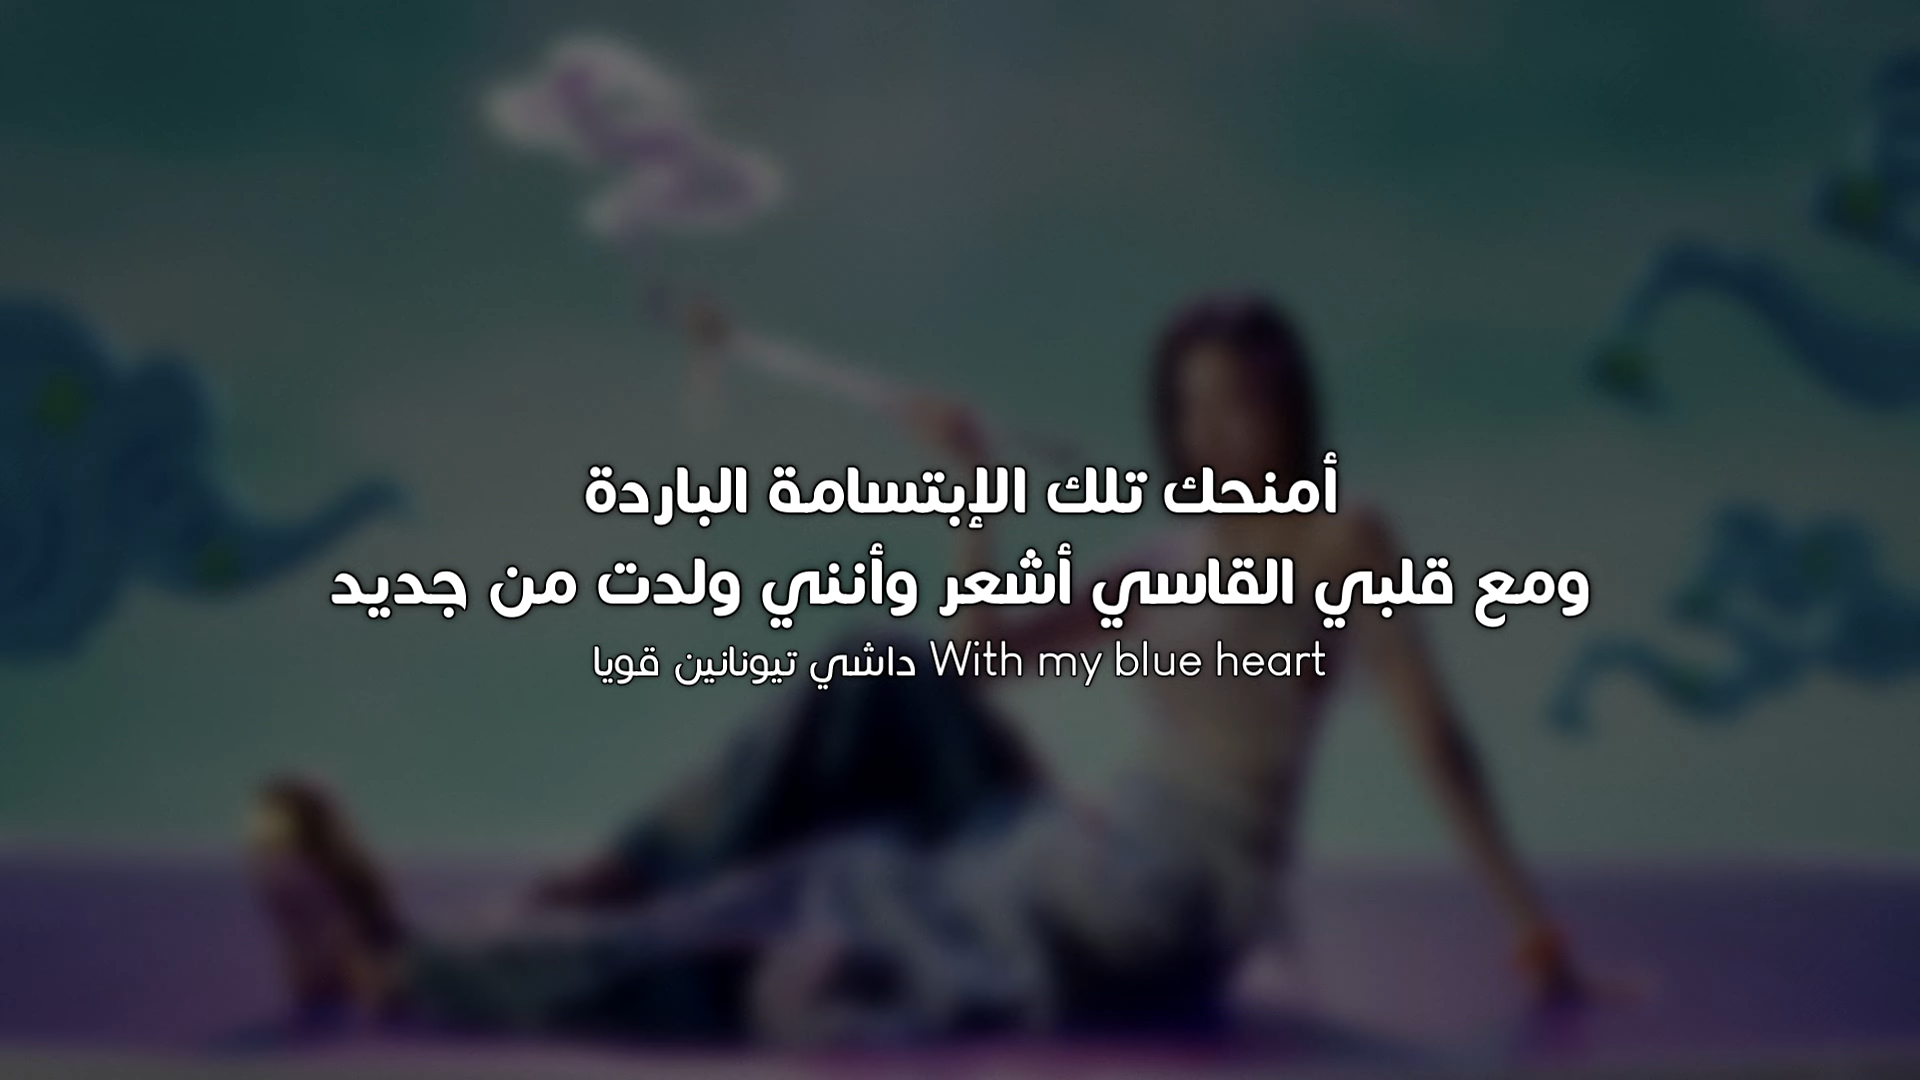 أمنحك تلك الإبتسامة الباردة
ومع قلبي القاسي أشعر وأنني ولدت من جديد
With my blue heart داشي تيونانين قويا